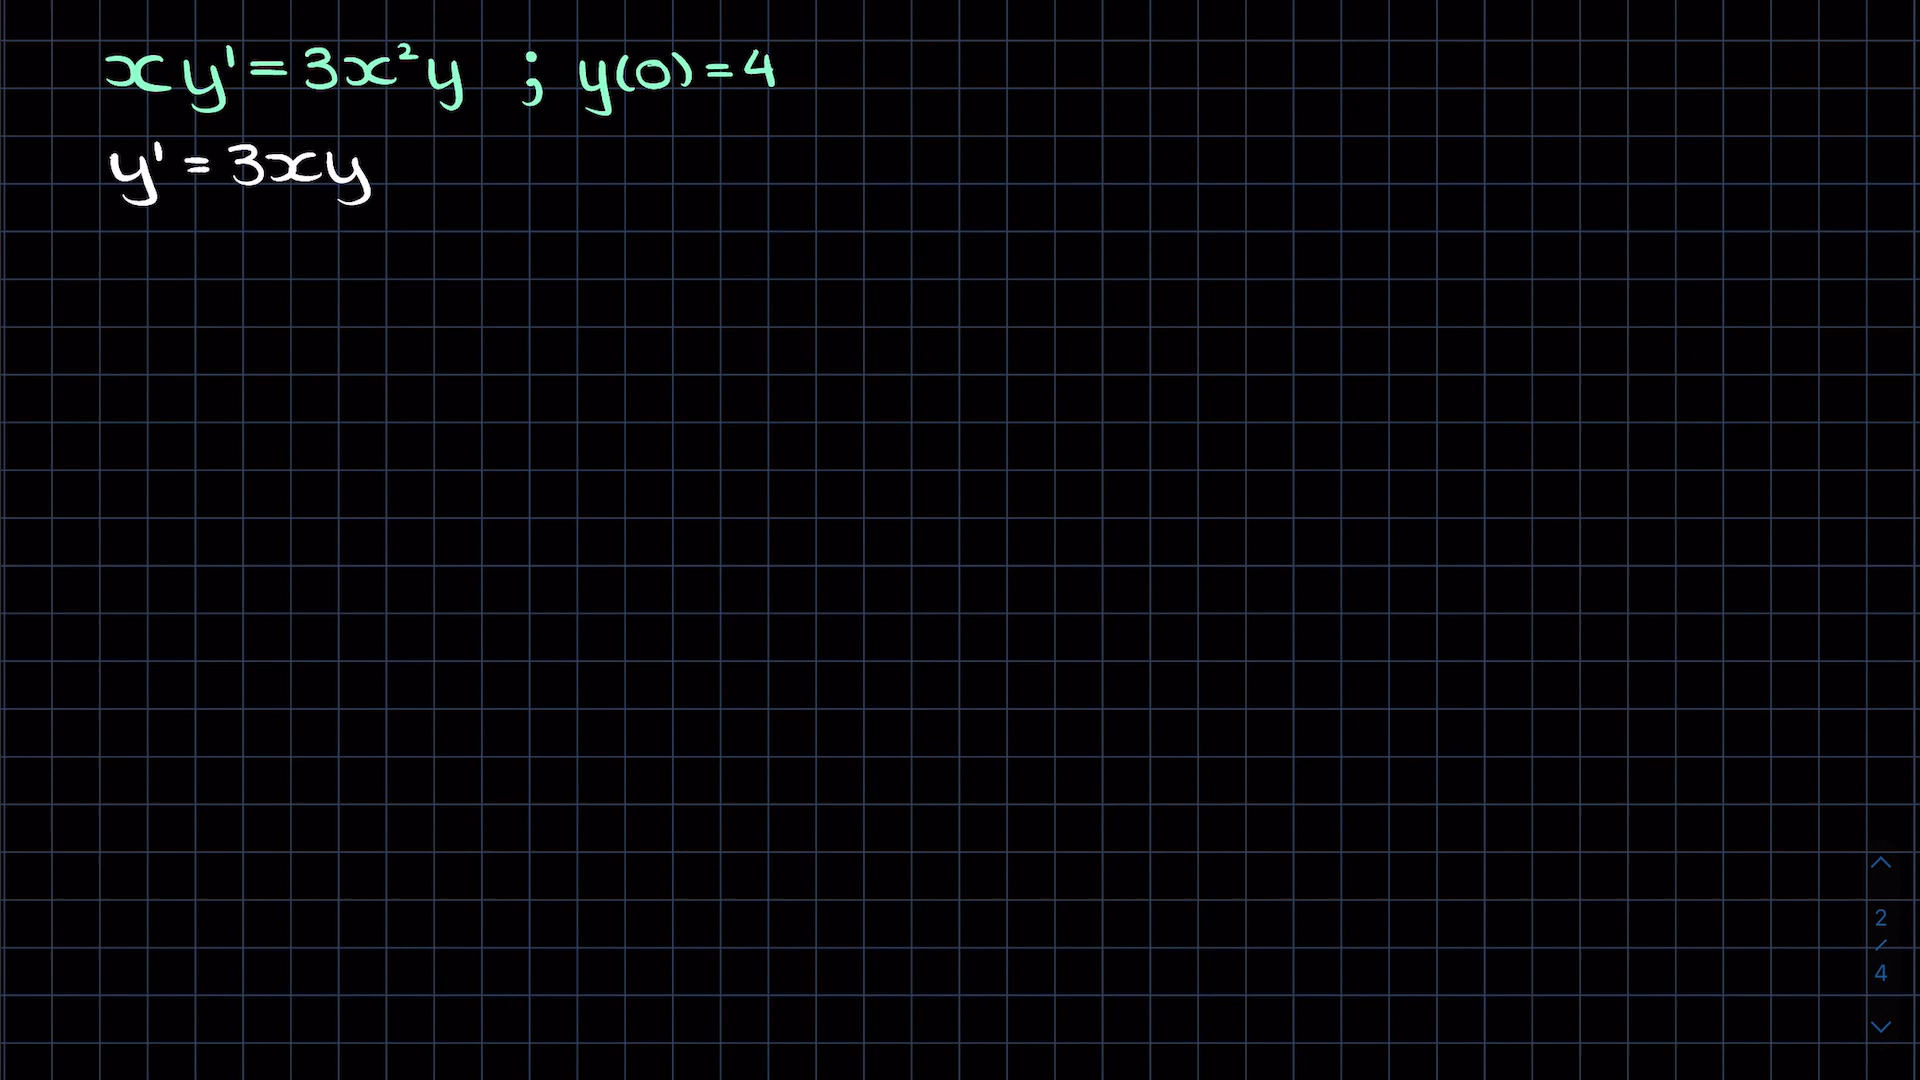 xy' = 3x²y ; y(0) = 4
y' = 3xy
2
/
4